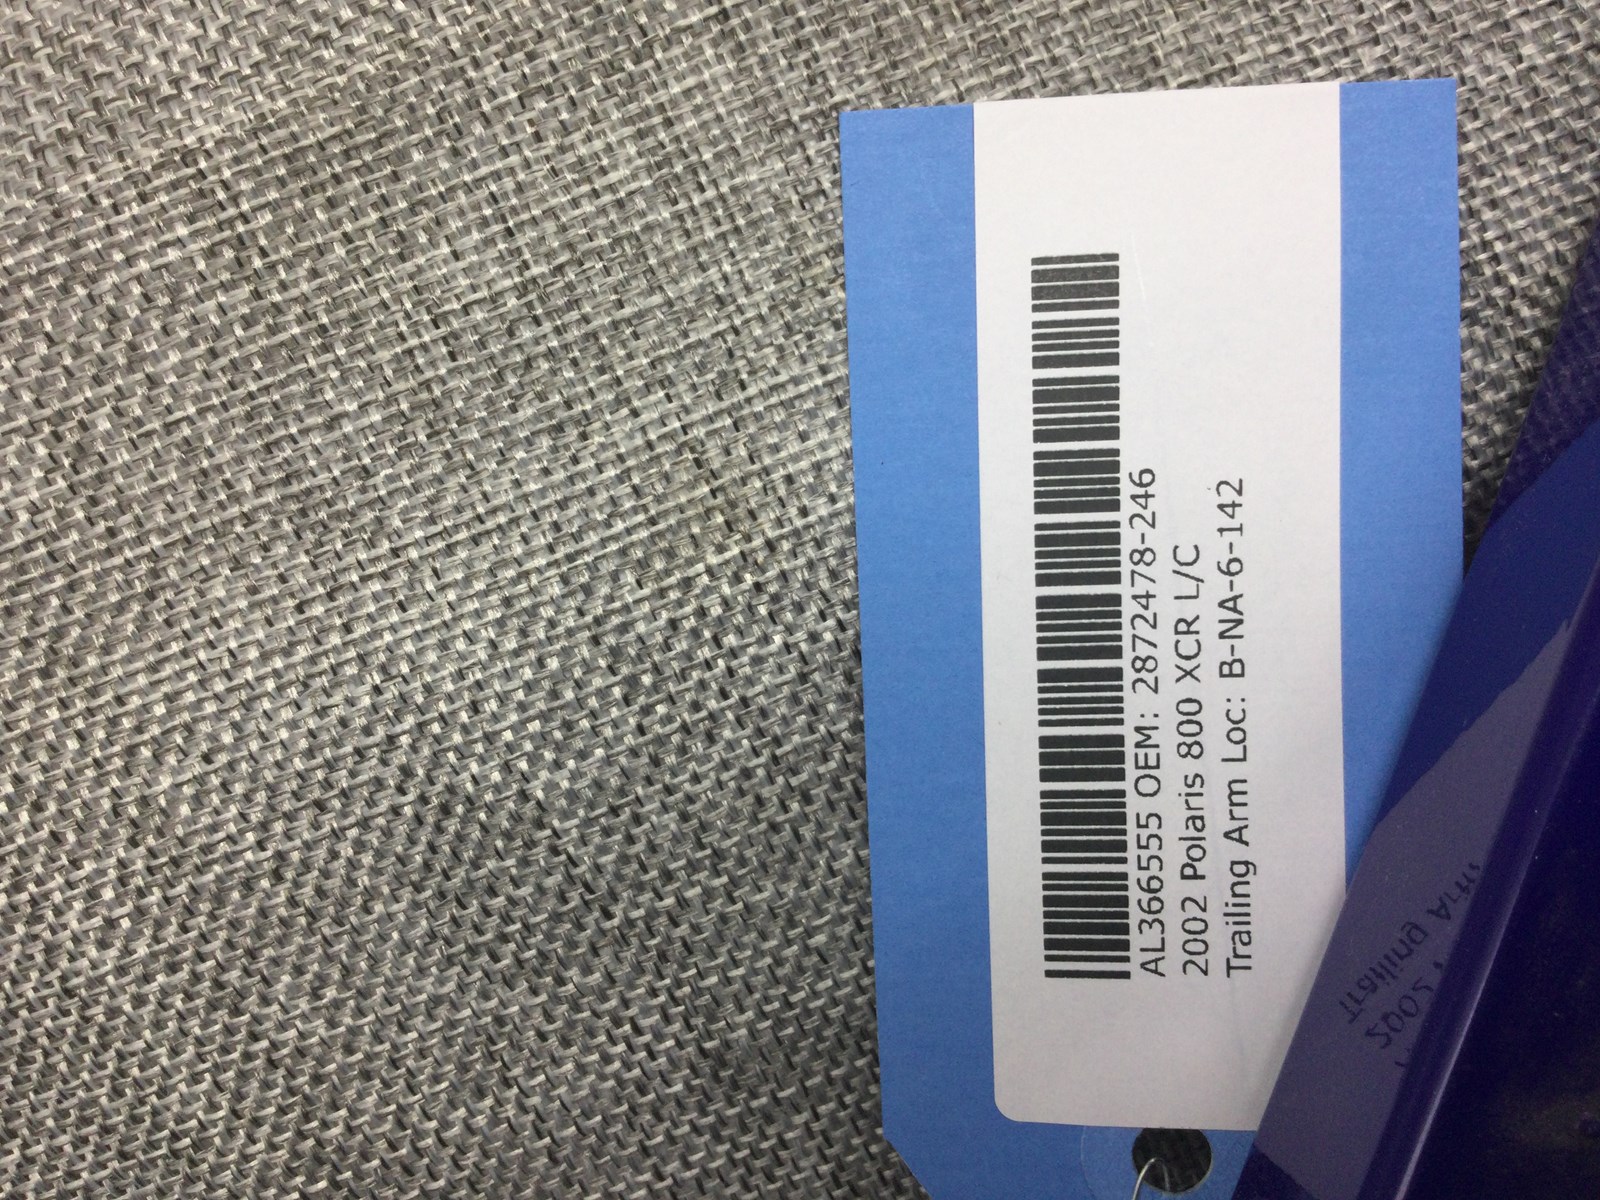 AL366555 OEM: 2872478-246
2002 Polaris 800 XCR L/C
Trailing Arm Loc: B-NA-6-142